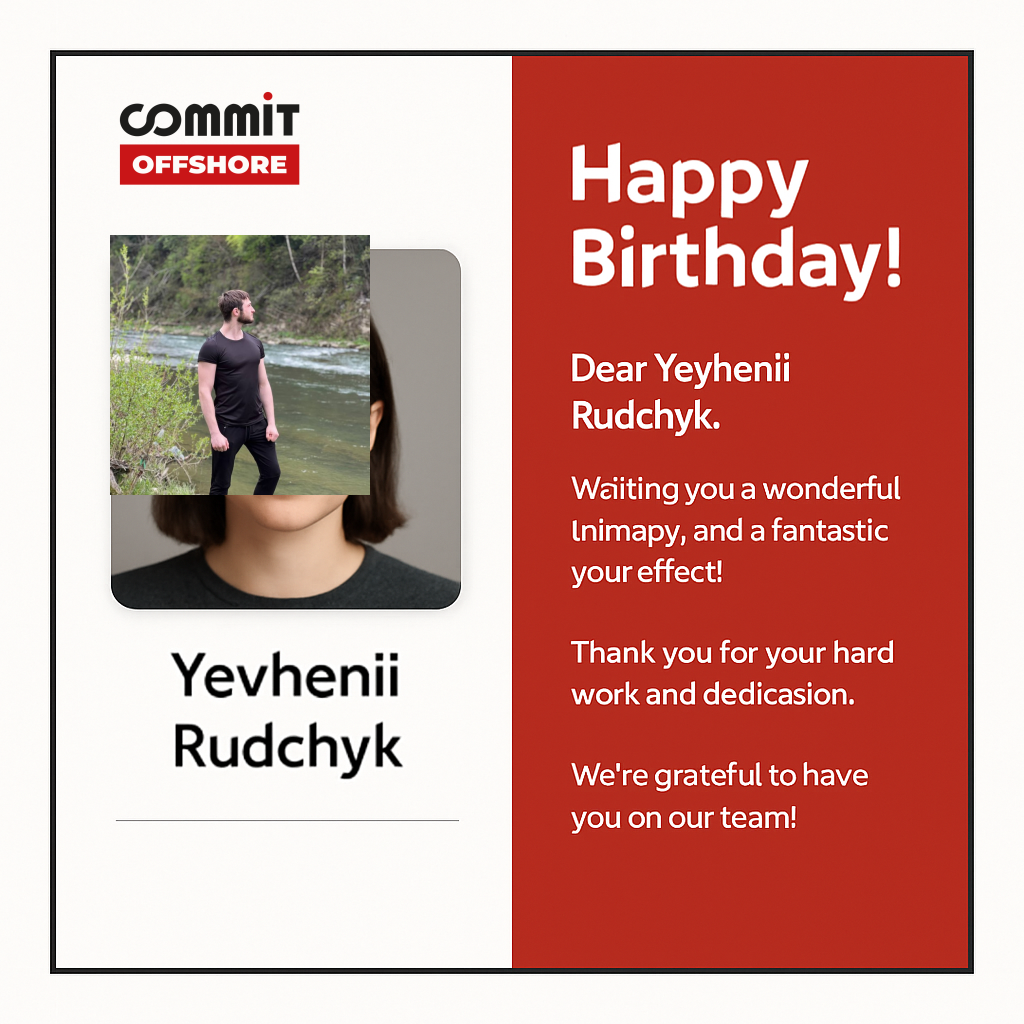 commit
OFFSHORE
Yevhenii
Rudchyk
Happy
Birthday!
Dear Yeyhenii
Rudchyk.
Waiiting you a wonderful
lnimapy, and a fantastic
your effect!
Thank you for your hard
work and dedicasion.
We're grateful to have
you on our team!